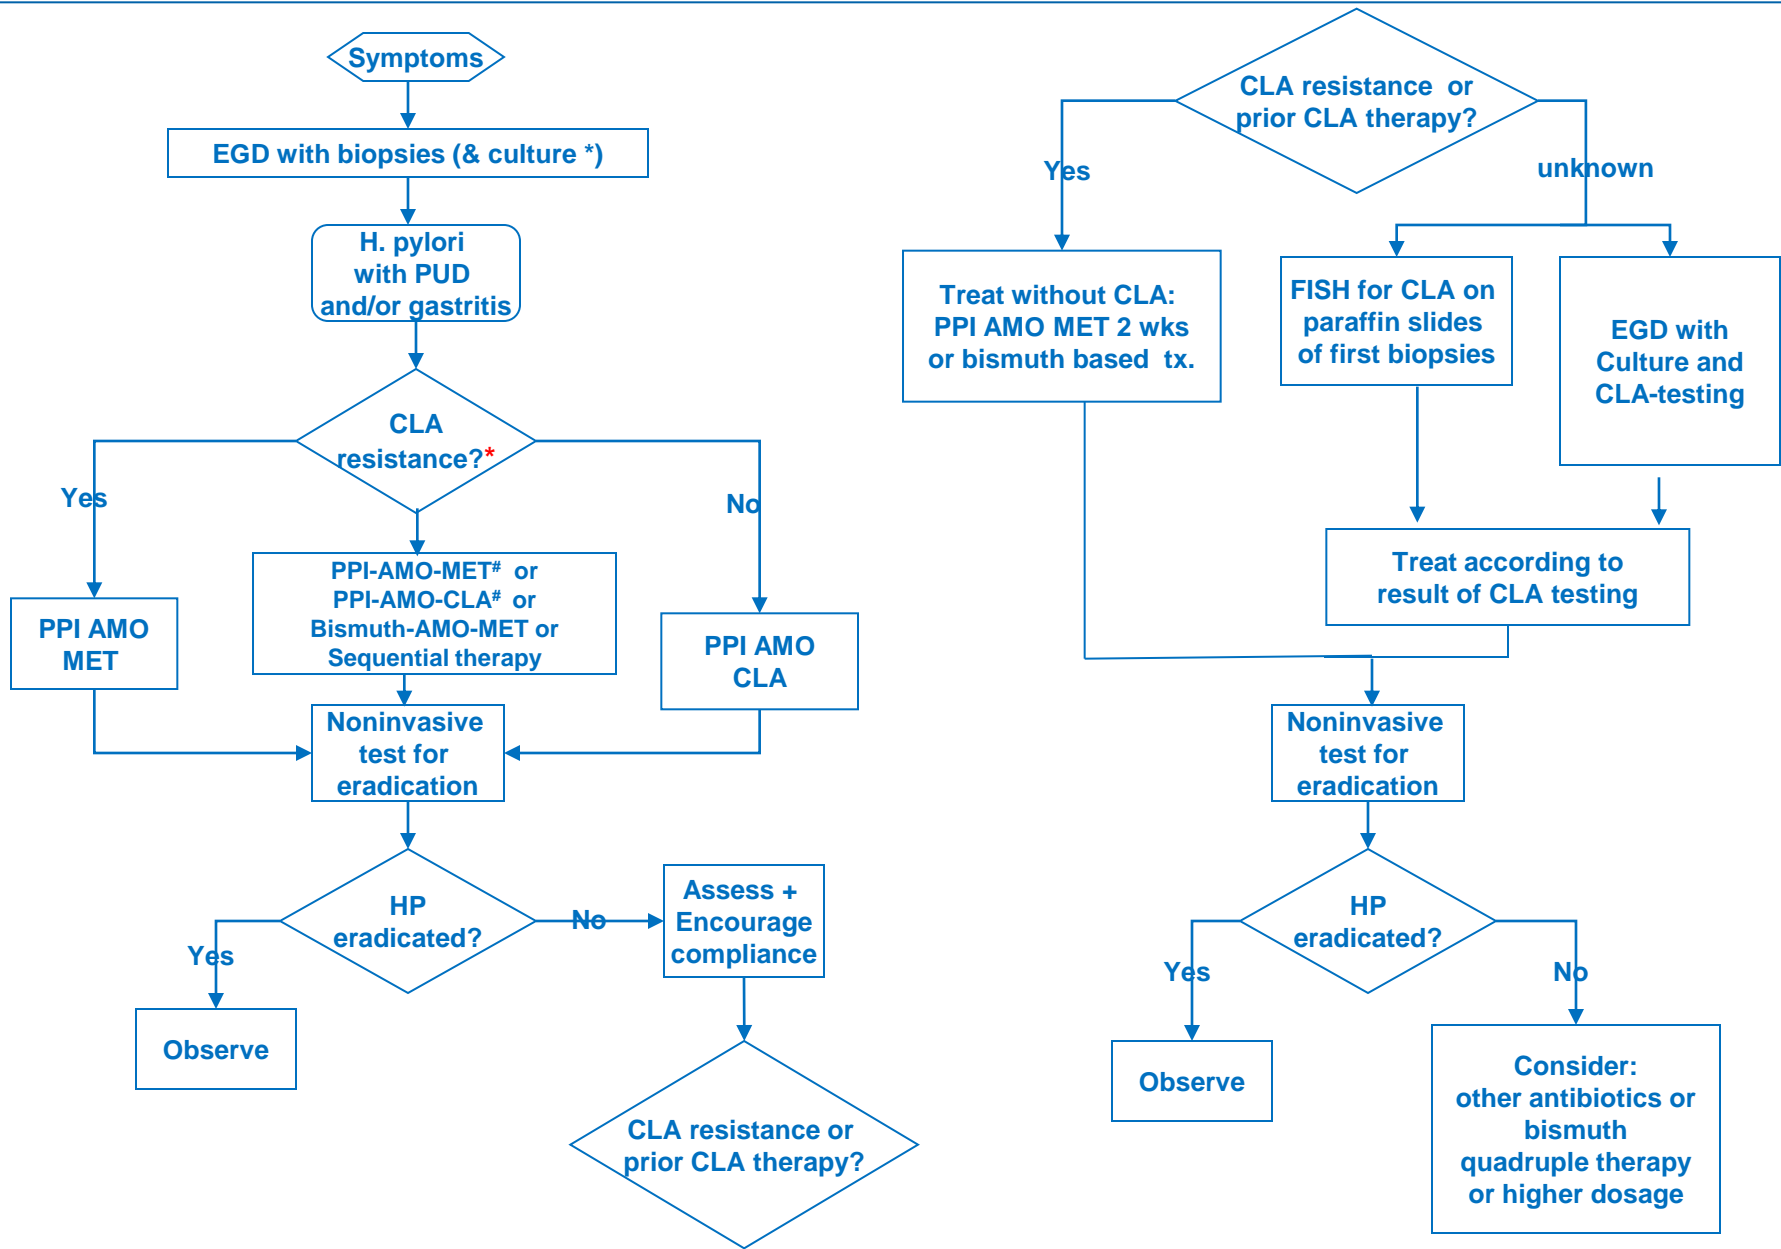 Symptoms
EGD with biopsies (& culture *)
H. pylori
with PUD
and/or gastritis
CLA
resistance?*
Yes
No
PPI AMO
MET
PPI-AMO-MET# or
PPI-AMO-CLA# or
Bismuth-AMO-MET or
Sequential therapy
PPI AMO
CLA
Noninvasive
test for
eradication
HP
eradicated?
Yes
No
Observe
Assess +
Encourage
compliance
CLA resistance or
prior CLA therapy?
CLA resistance or
prior CLA therapy?
Yes
unknown
Treat without CLA:
PPI AMO MET 2 wks
or bismuth based tx.
FISH for CLA on
paraffin slides
of first biopsies
EGD with
Culture and
CLA-testing
Treat according to
result of CLA testing
Noninvasive
test for
eradication
HP
eradicated?
Yes
No
Observe
Consider:
other antibiotics or
bismuth
quadruple therapy
or higher dosage